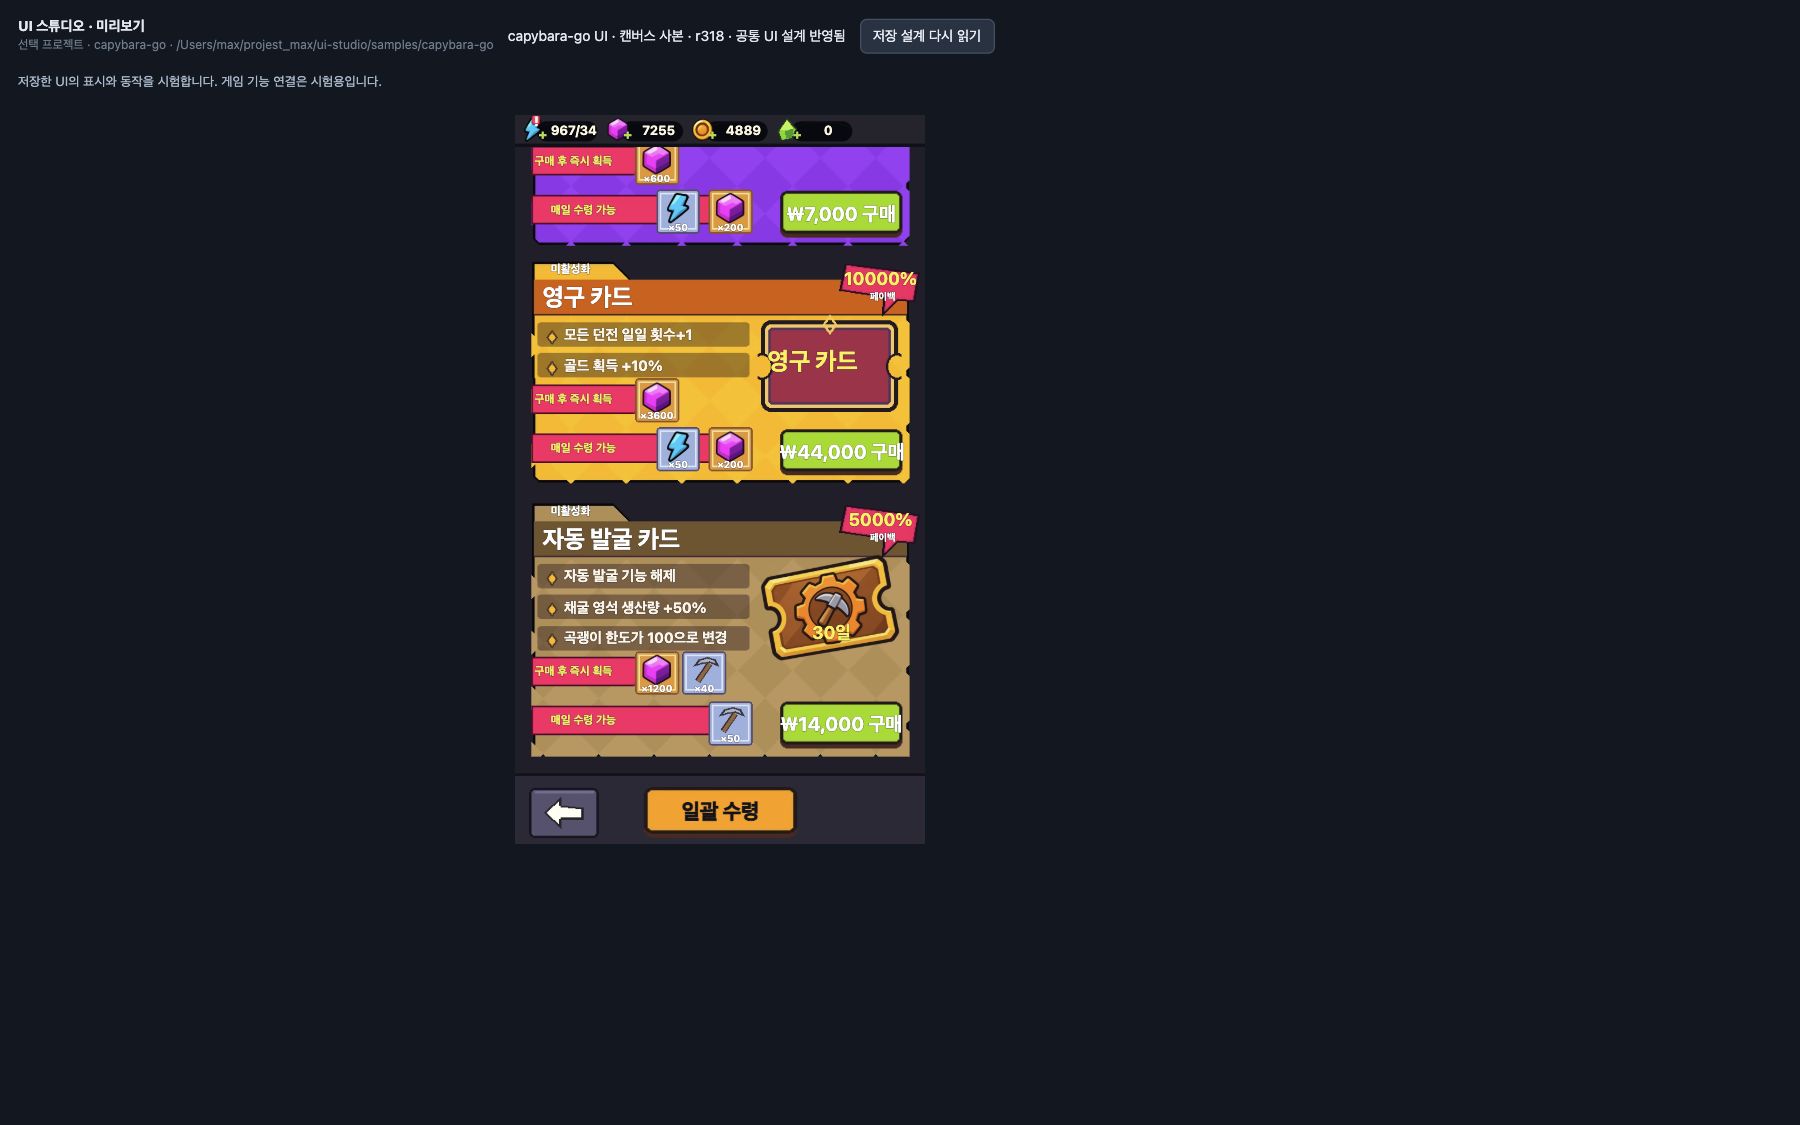 UI 스튜디오 · 미리보기
선택 프로젝트 · capybara-go · /Users/max/projest_max/ui-studio/samples/capybara-go
capybara-go UI · 캔버스 사본 · r318 · 공통 UI 설계 반영됨
저장 설계 다시 읽기
저장한 UI의 표시와 동작을 시험합니다. 게임 기능 연결은 시험용입니다.
967/34 7255 4889 0
구매 후 즉시 획득
×600
매일 수령 가능
×50 ×200
₩7,000 구매
미활성화
10000%
페이백
영구 카드
모든 던전 일일 횟수+1
골드 획득 +10%
영구 카드
구매 후 즉시 획득
×3600
매일 수령 가능
×50 ×200
₩44,000 구매
미활성화
5000%
페이백
자동 발굴 카드
자동 발굴 기능 해제
채굴 영석 생산량 +50%
곡괭이 한도가 100으로 변경
30일
구매 후 즉시 획득
×1200 ×40
매일 수령 가능
×50
₩14,000 구매
일괄 수령